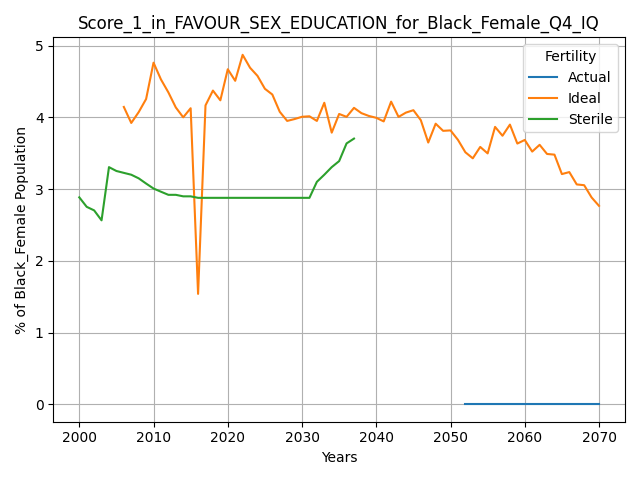 Score_1_in_FAVOUR_SEX_EDUCATION_for_Black_Female_Q4_IQ
Fertility
Actual
Ideal
Sterile
% of Black_Female Population
5
4
3
2
1
0
2000 2010 2020 2030 2040 2050 2060 2070
Years